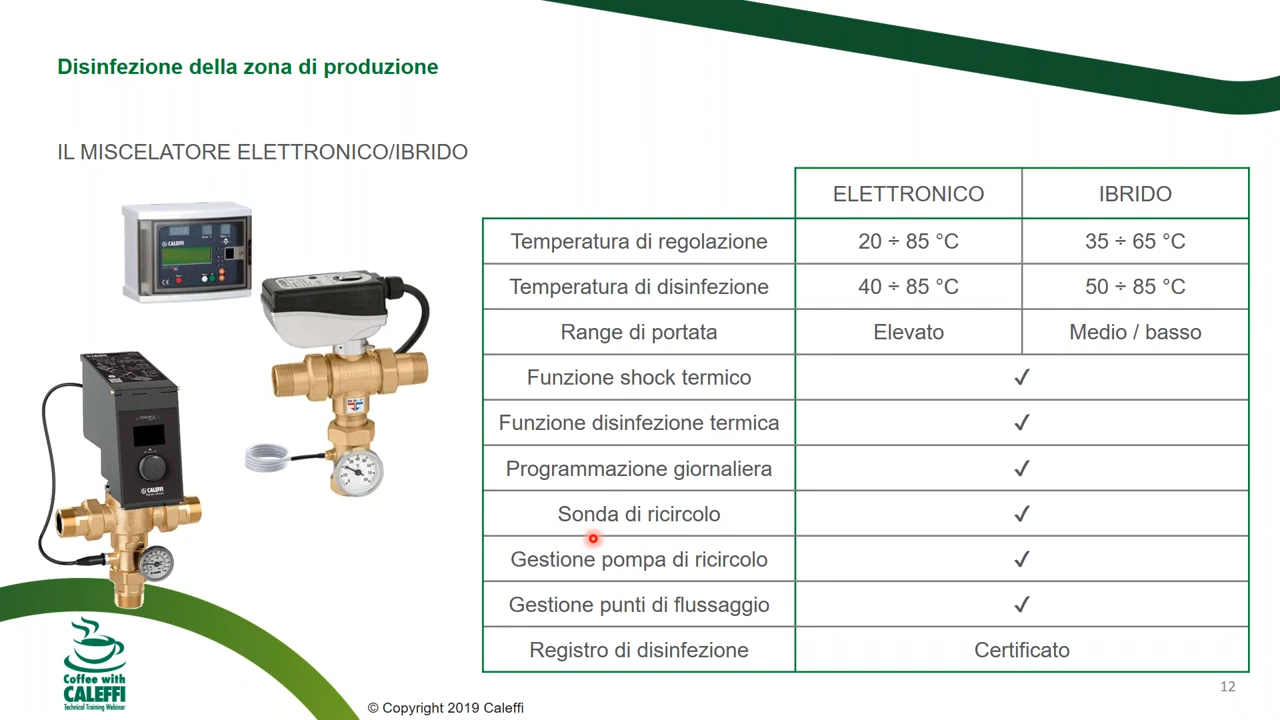 Disinfezione della zona di produzione
IL MISCELATORE ELETTRONICO/IBRIDO
ELETTRONICO IBRIDO
Temperatura di regolazione 20 ÷ 85 °C 35 ÷ 65 °C
Temperatura di disinfezione 40 ÷ 85 °C 50 ÷ 85 °C
Range di portata Elevato Medio / basso
Funzione shock termico ✓
Funzione disinfezione termica ✓
Programmazione giornaliera ✓
Sonda di ricircolo ✓
Gestione pompa di ricircolo ✓
Gestione punti di flussaggio ✓
Registro di disinfezione Certificato
CALEFFI
CALEFFI
Coffee with
CALEFFI
Technical Training Webinar
© Copyright 2019 Caleffi
12